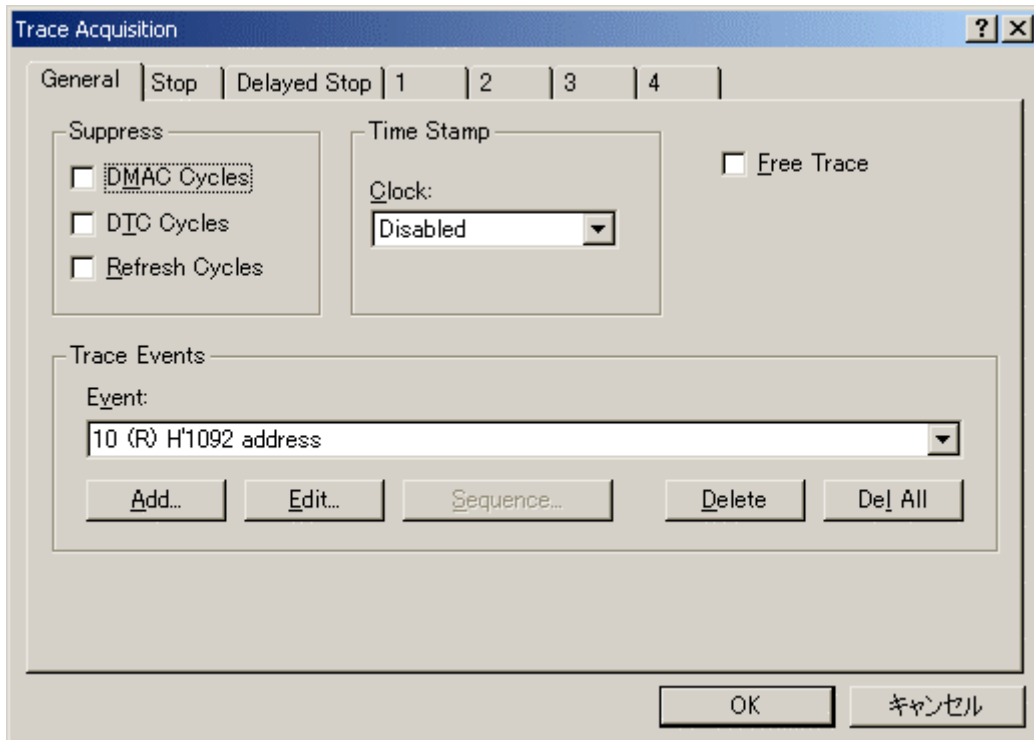 Trace Acquisition
General Stop Delayed Stop 1 2 3 4
Suppress
DMAC Cycles
DTC Cycles
Refresh Cycles
Time Stamp
Clock:
Disabled
Free Trace
Trace Events
Event:
10 (R) H'1092 address
Add... Edit... Sequence... Delete Del All
OK キャンセル